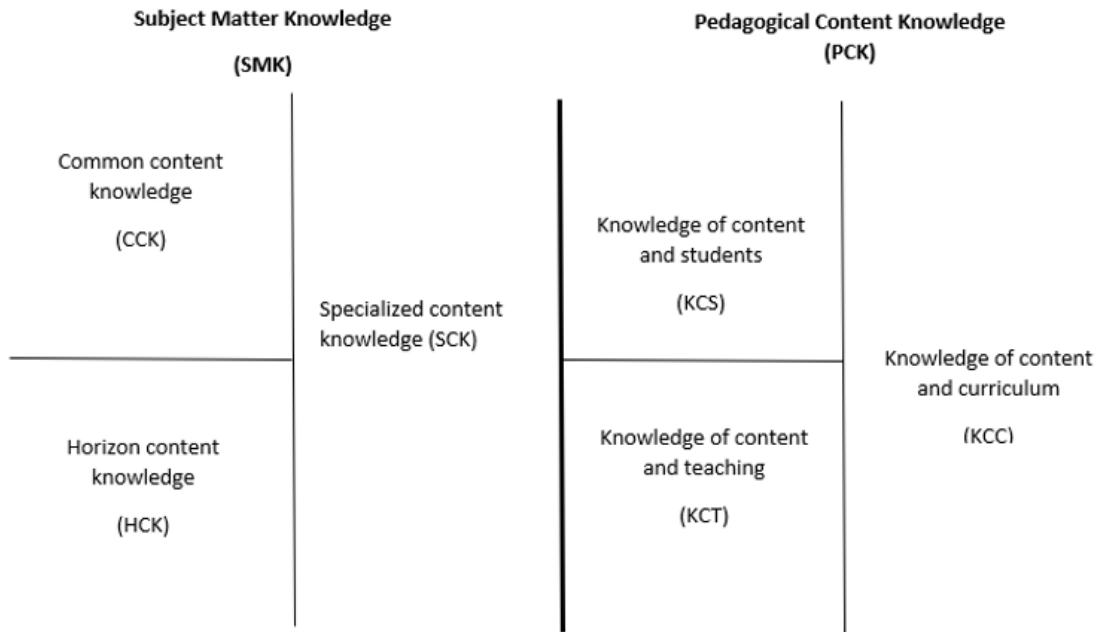 Subject Matter Knowledge
(SMK)
Pedagogical Content Knowledge
(PCK)
Common content
knowledge
(CCK)
Horizon content
knowledge
(HCK)
Specialized content
knowledge (SCK)
Knowledge of content
and students
(KCS)
Knowledge of content
and teaching
(KCT)
Knowledge of content
and curriculum
(KCC)